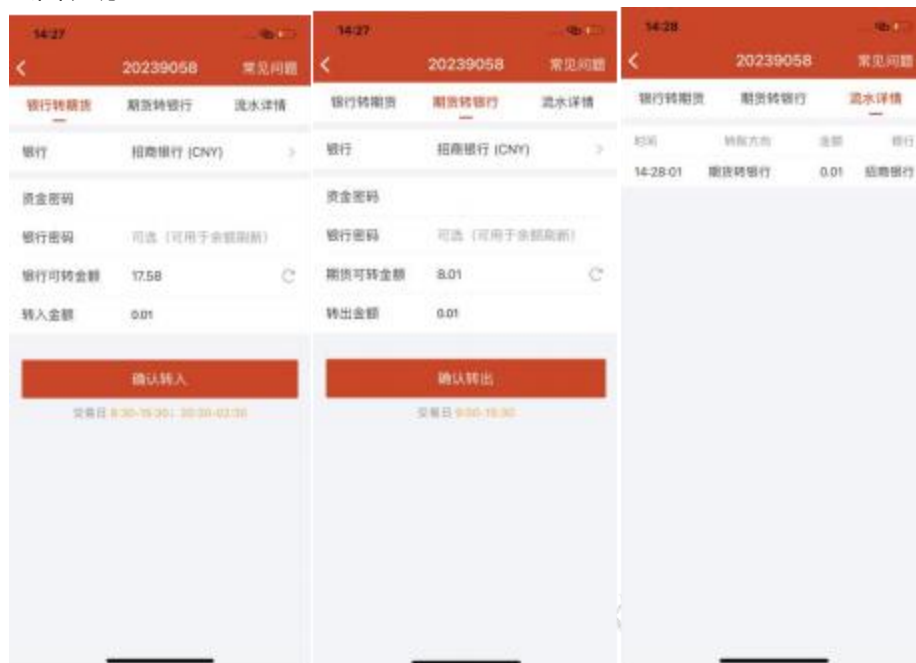 14:27
20239058 常见问题
银行转期货 期货转银行 流水详情
银行 招商银行 (CNY)
资金密码
银行密码 可选（可用于余额刷新）
银行可转金额 17.58
转入金额 0.01
确认转入
交易日
14:27
20239058 常见问题
银行转期货 期货转银行 流水详情
银行 招商银行 (CNY)
资金密码
银行密码 可选（可用于余额刷新）
期货可转金额 8.01
转出金额 0.01
确认转出
交易日
14:28
20239058 常见问题
银行转期货 期货转银行 流水详情
时间 转账方向 金额 银行
14:28:01 期货转银行 0.01 招商银行